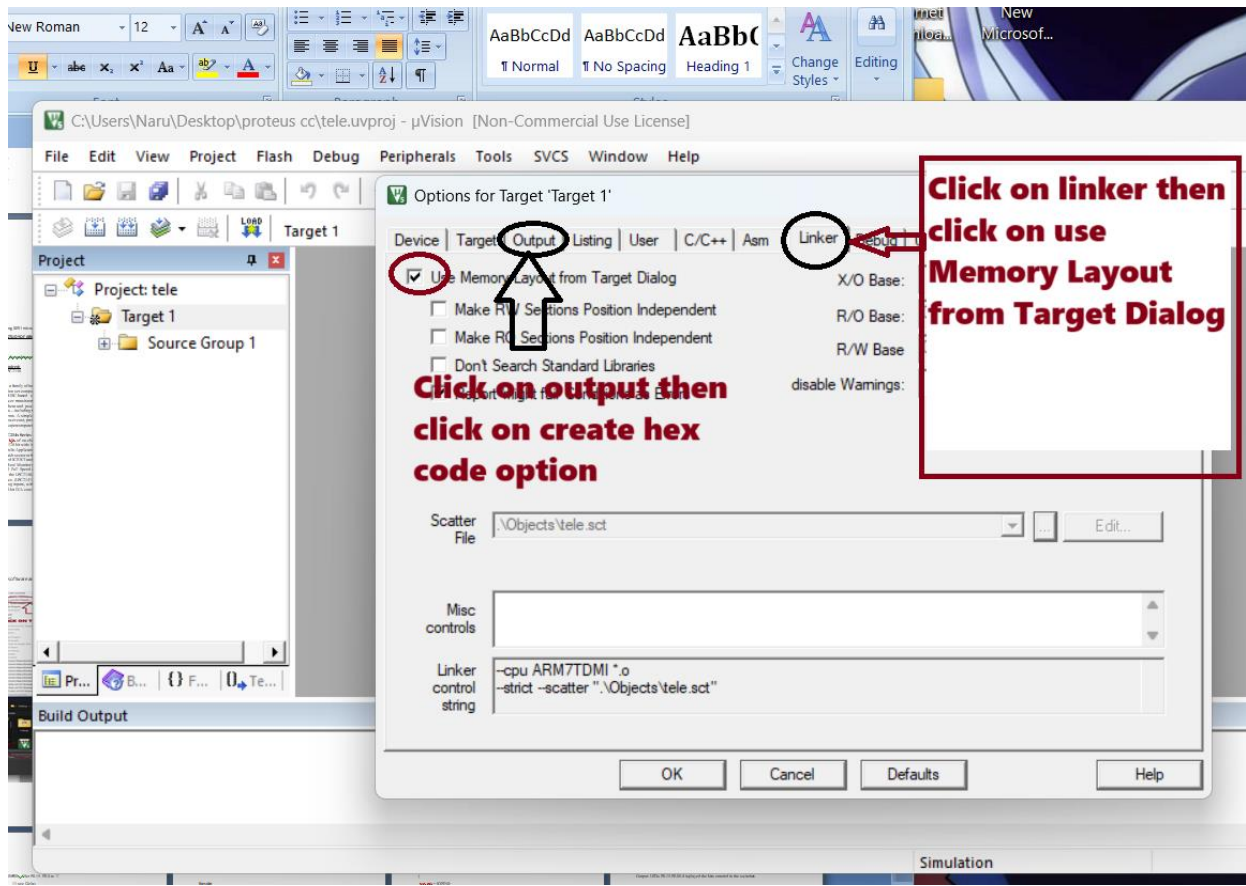 New Roman 12
AaBbCcDd AaBbCcDd AaBb(
¶ Normal ¶ No Spacing Heading 1
Change Styles
Editing
New
Microsof...
C:\Users\Naru\Desktop\proteus cc\tele.uvproj - µVision [Non-Commercial Use License]
File Edit View Project Flash Debug Peripherals Tools SVCS Window Help
LOAD
Target 1
Project
Project: tele
Target 1
Source Group 1
Pr... B... {} F... Te...
Options for Target 'Target 1'
Device Target Output Listing User C/C++ Asm Linker Debug
Use Memory Layout from Target Dialog
Make RW Sections Position Independent
Make RO Sections Position Independent
Don't Search Standard Libraries
X/O Base:
R/O Base:
R/W Base
disable Warnings:
Click on linker then
click on use
Memory Layout
from Target Dialog
Click on output then
click on create hex
code option
Scatter
File
.\Objects\tele.sct
... Edit...
Misc
controls
Linker
control
string
--cpu ARM7TDMI *.o
--strict --scatter ".\Objects\tele.sct"
OK Cancel Defaults Help
Build Output
Simulation